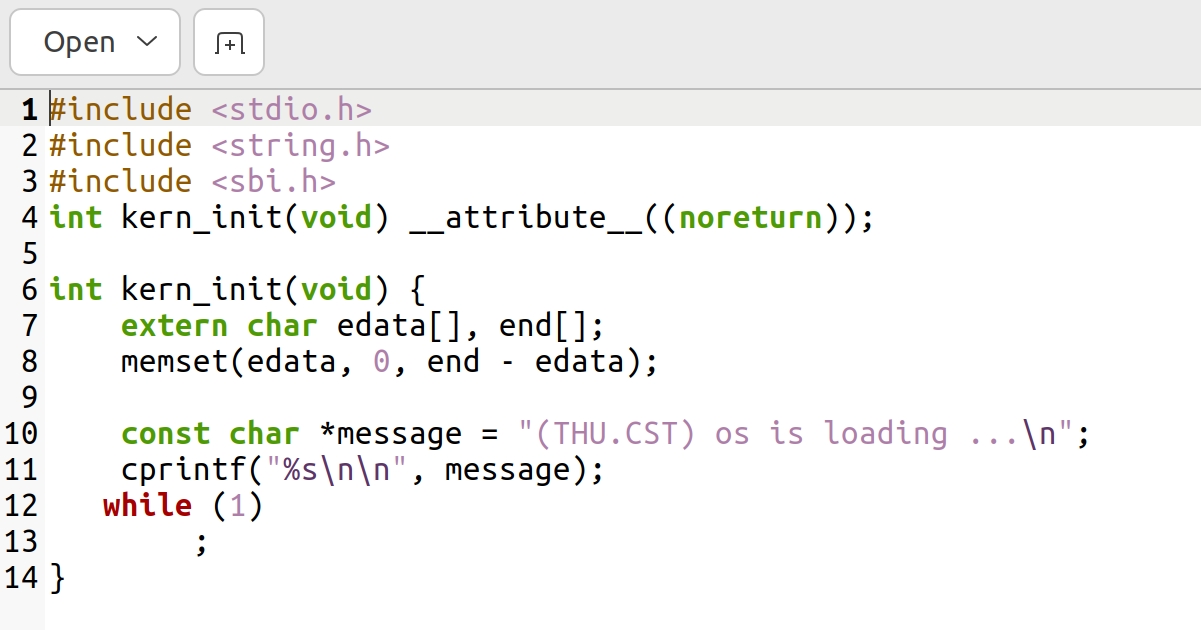 Open
1 #include <stdio.h>
2 #include <string.h>
3 #include <sbi.h>
4 int kern_init(void) __attribute__((noreturn));
5
6 int kern_init(void) {
7     extern char edata[], end[];
8     memset(edata, 0, end - edata);
9
10     const char *message = "(THU.CST) os is loading ...\n";
11     cprintf("%s\n\n", message);
12    while (1)
13         ;
14 }